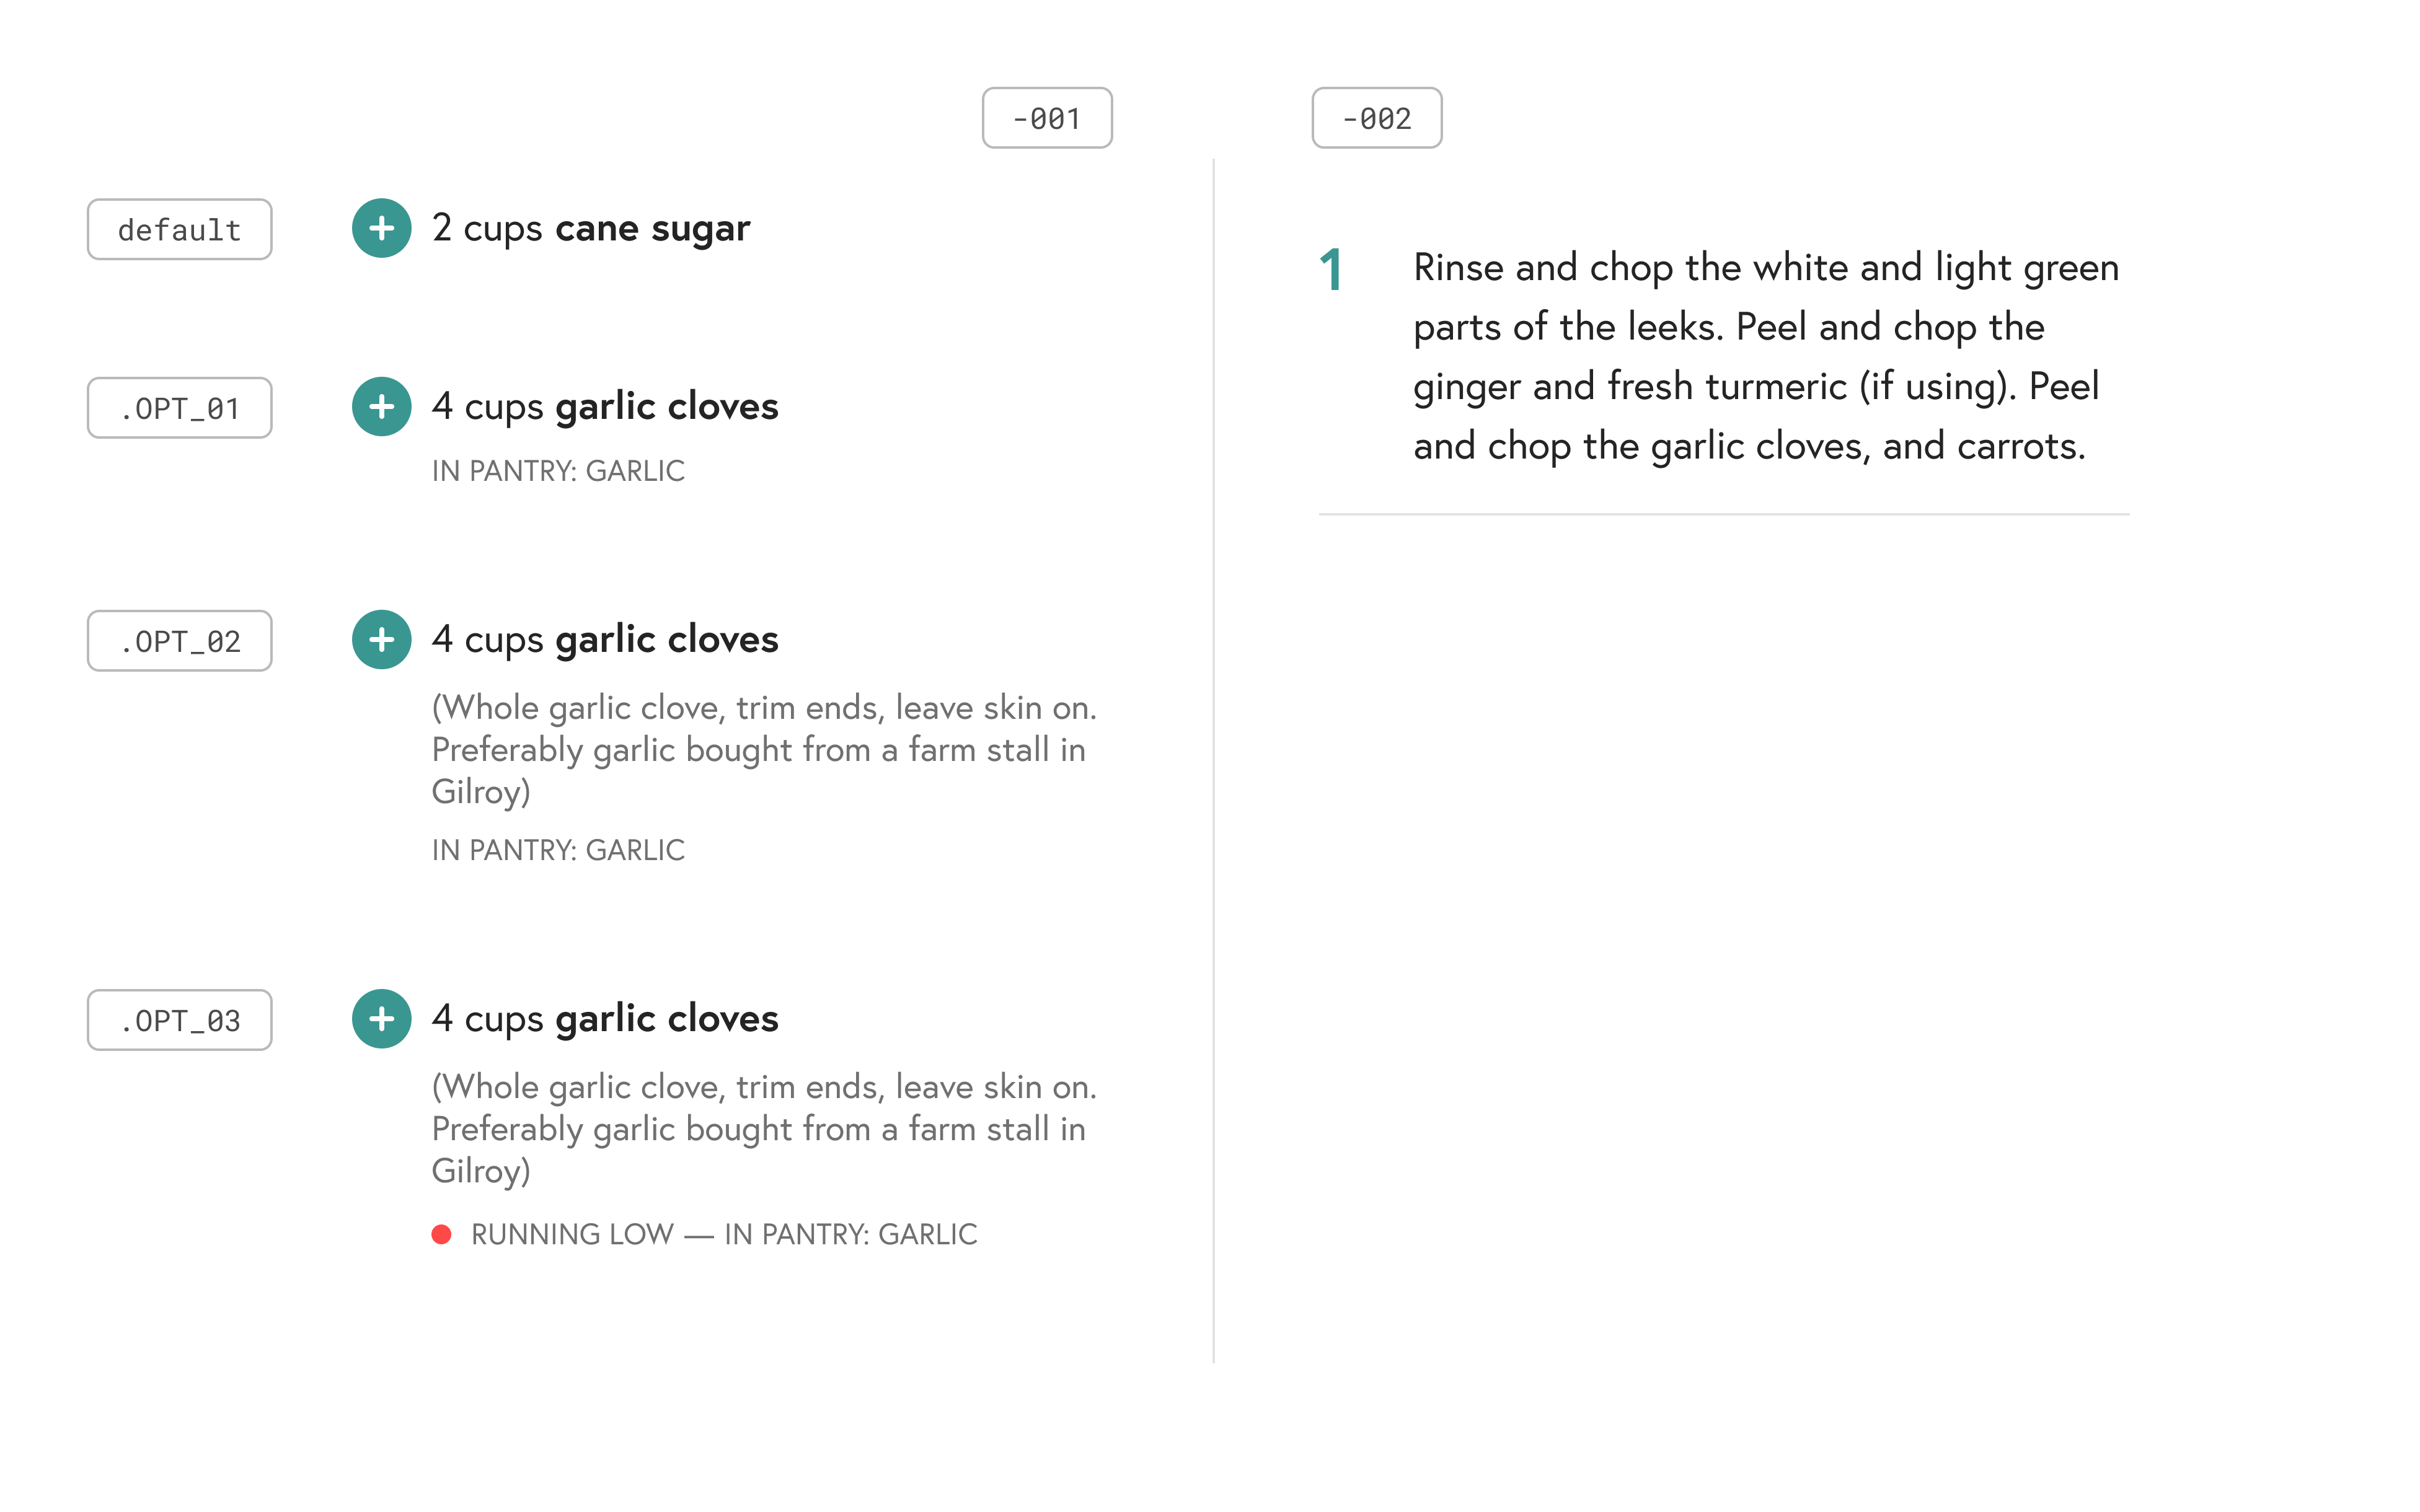 -001
default
2 cups cane sugar
.OPT_01
4 cups garlic cloves
IN PANTRY: GARLIC
.OPT_02
4 cups garlic cloves
(Whole garlic clove, trim ends, leave skin on.
Preferably garlic bought from a farm stall in
Gilroy)
IN PANTRY: GARLIC
.OPT_03
4 cups garlic cloves
(Whole garlic clove, trim ends, leave skin on.
Preferably garlic bought from a farm stall in
Gilroy)
RUNNING LOW — IN PANTRY: GARLIC
-002
1
Rinse and chop the white and light green
parts of the leeks. Peel and chop the
ginger and fresh turmeric (if using). Peel
and chop the garlic cloves, and carrots.